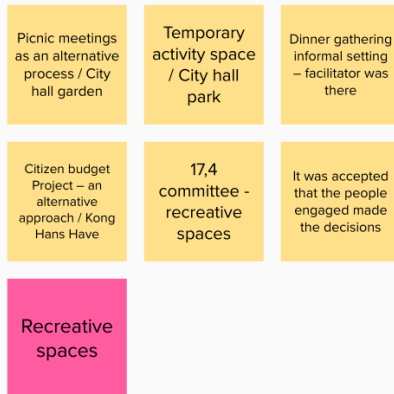 Picnic meetings
as an alternative
process / City
hall garden
Temporary
activity space
/ City hall
park
Dinner gathering
informal setting
– facilitator was
there
Citizen budget
Project – an
alternative
approach / Kong
Hans Have
17,4
committee -
recreative
spaces
It was accepted
that the people
engaged made
the decisions
Recreative
spaces